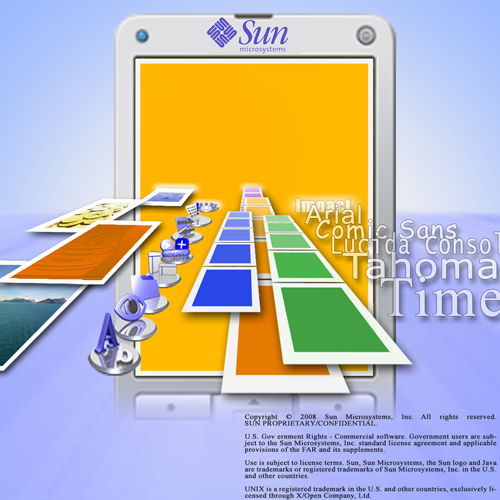 Sun
microsystems
Impact
Arial
Comic Sans
Lucida Consol
Tahoma
Time
Copyright © 2008 Sun Microsystems, Inc. All rights reserved.
SUN PROPRIETARY/CONFIDENTIAL.
U.S. Gov ernment Rights - Commercial software. Government users are sub-
ject to the Sun Microsystems, Inc. standard license agreement and applicable
provisions of the FAR and its supplements.
Use is subject to license terms. Sun, Sun Microsystems, the Sun logo and Java
are trademarks or registered trademarks of Sun Microsystems, Inc. in the U.S.
and other countries.
UNIX is a registered trademark in the U.S. and other countries, exclusively li-
censed through X/Open Company, Ltd.